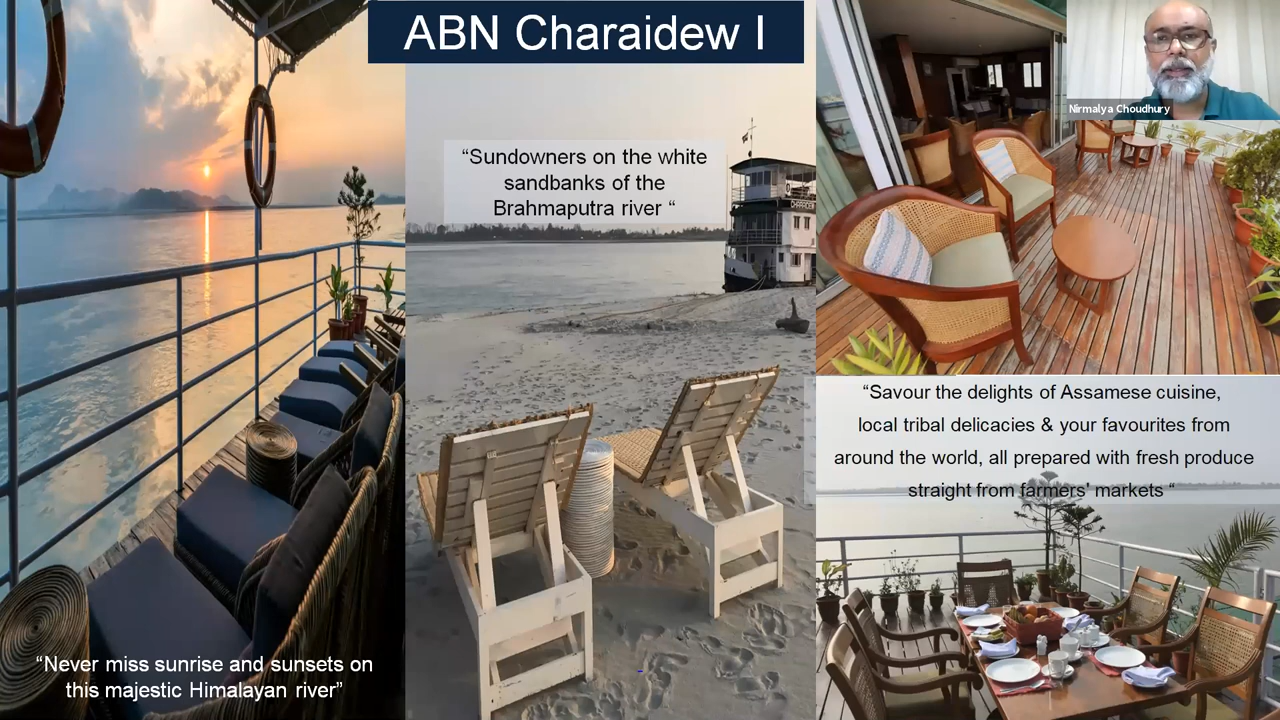 ABN Charaidew I
Nirmalya Choudhury
“Sundowners on the white
sandbanks of the
Brahmaputra river “
“Savour the delights of Assamese cuisine,
local tribal delicacies & your favourites from
around the world, all prepared with fresh produce
straight from farmers’ markets “
“Never miss sunrise and sunsets on
this majestic Himalayan river”